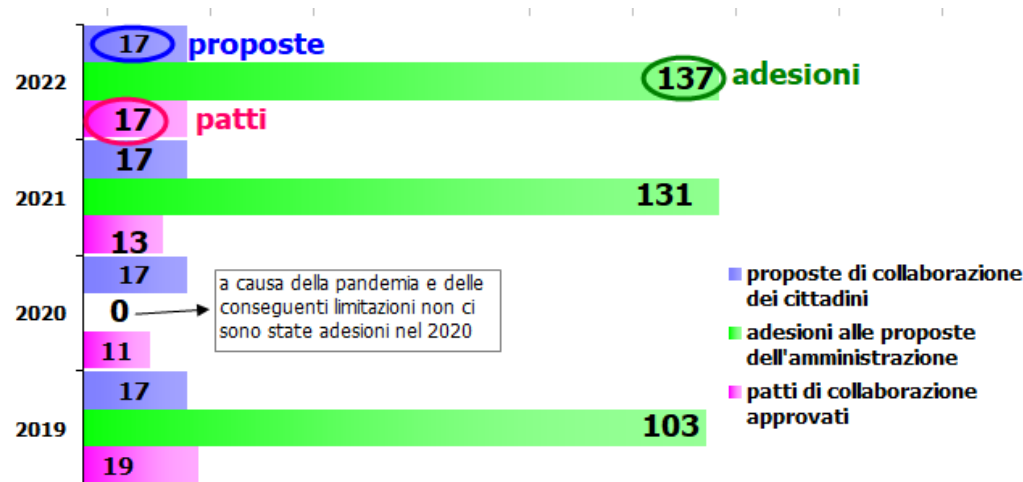 17 proposte
2022
137 adesioni
17 patti
17
2021
131
13
17
2020
0
a causa della pandemia e delle
conseguenti limitazioni non ci
sono state adesioni nel 2020
11
17
2019
103
19
proposte di collaborazione
dei cittadini
adesioni alle proposte
dell'amministrazione
patti di collaborazione
approvati